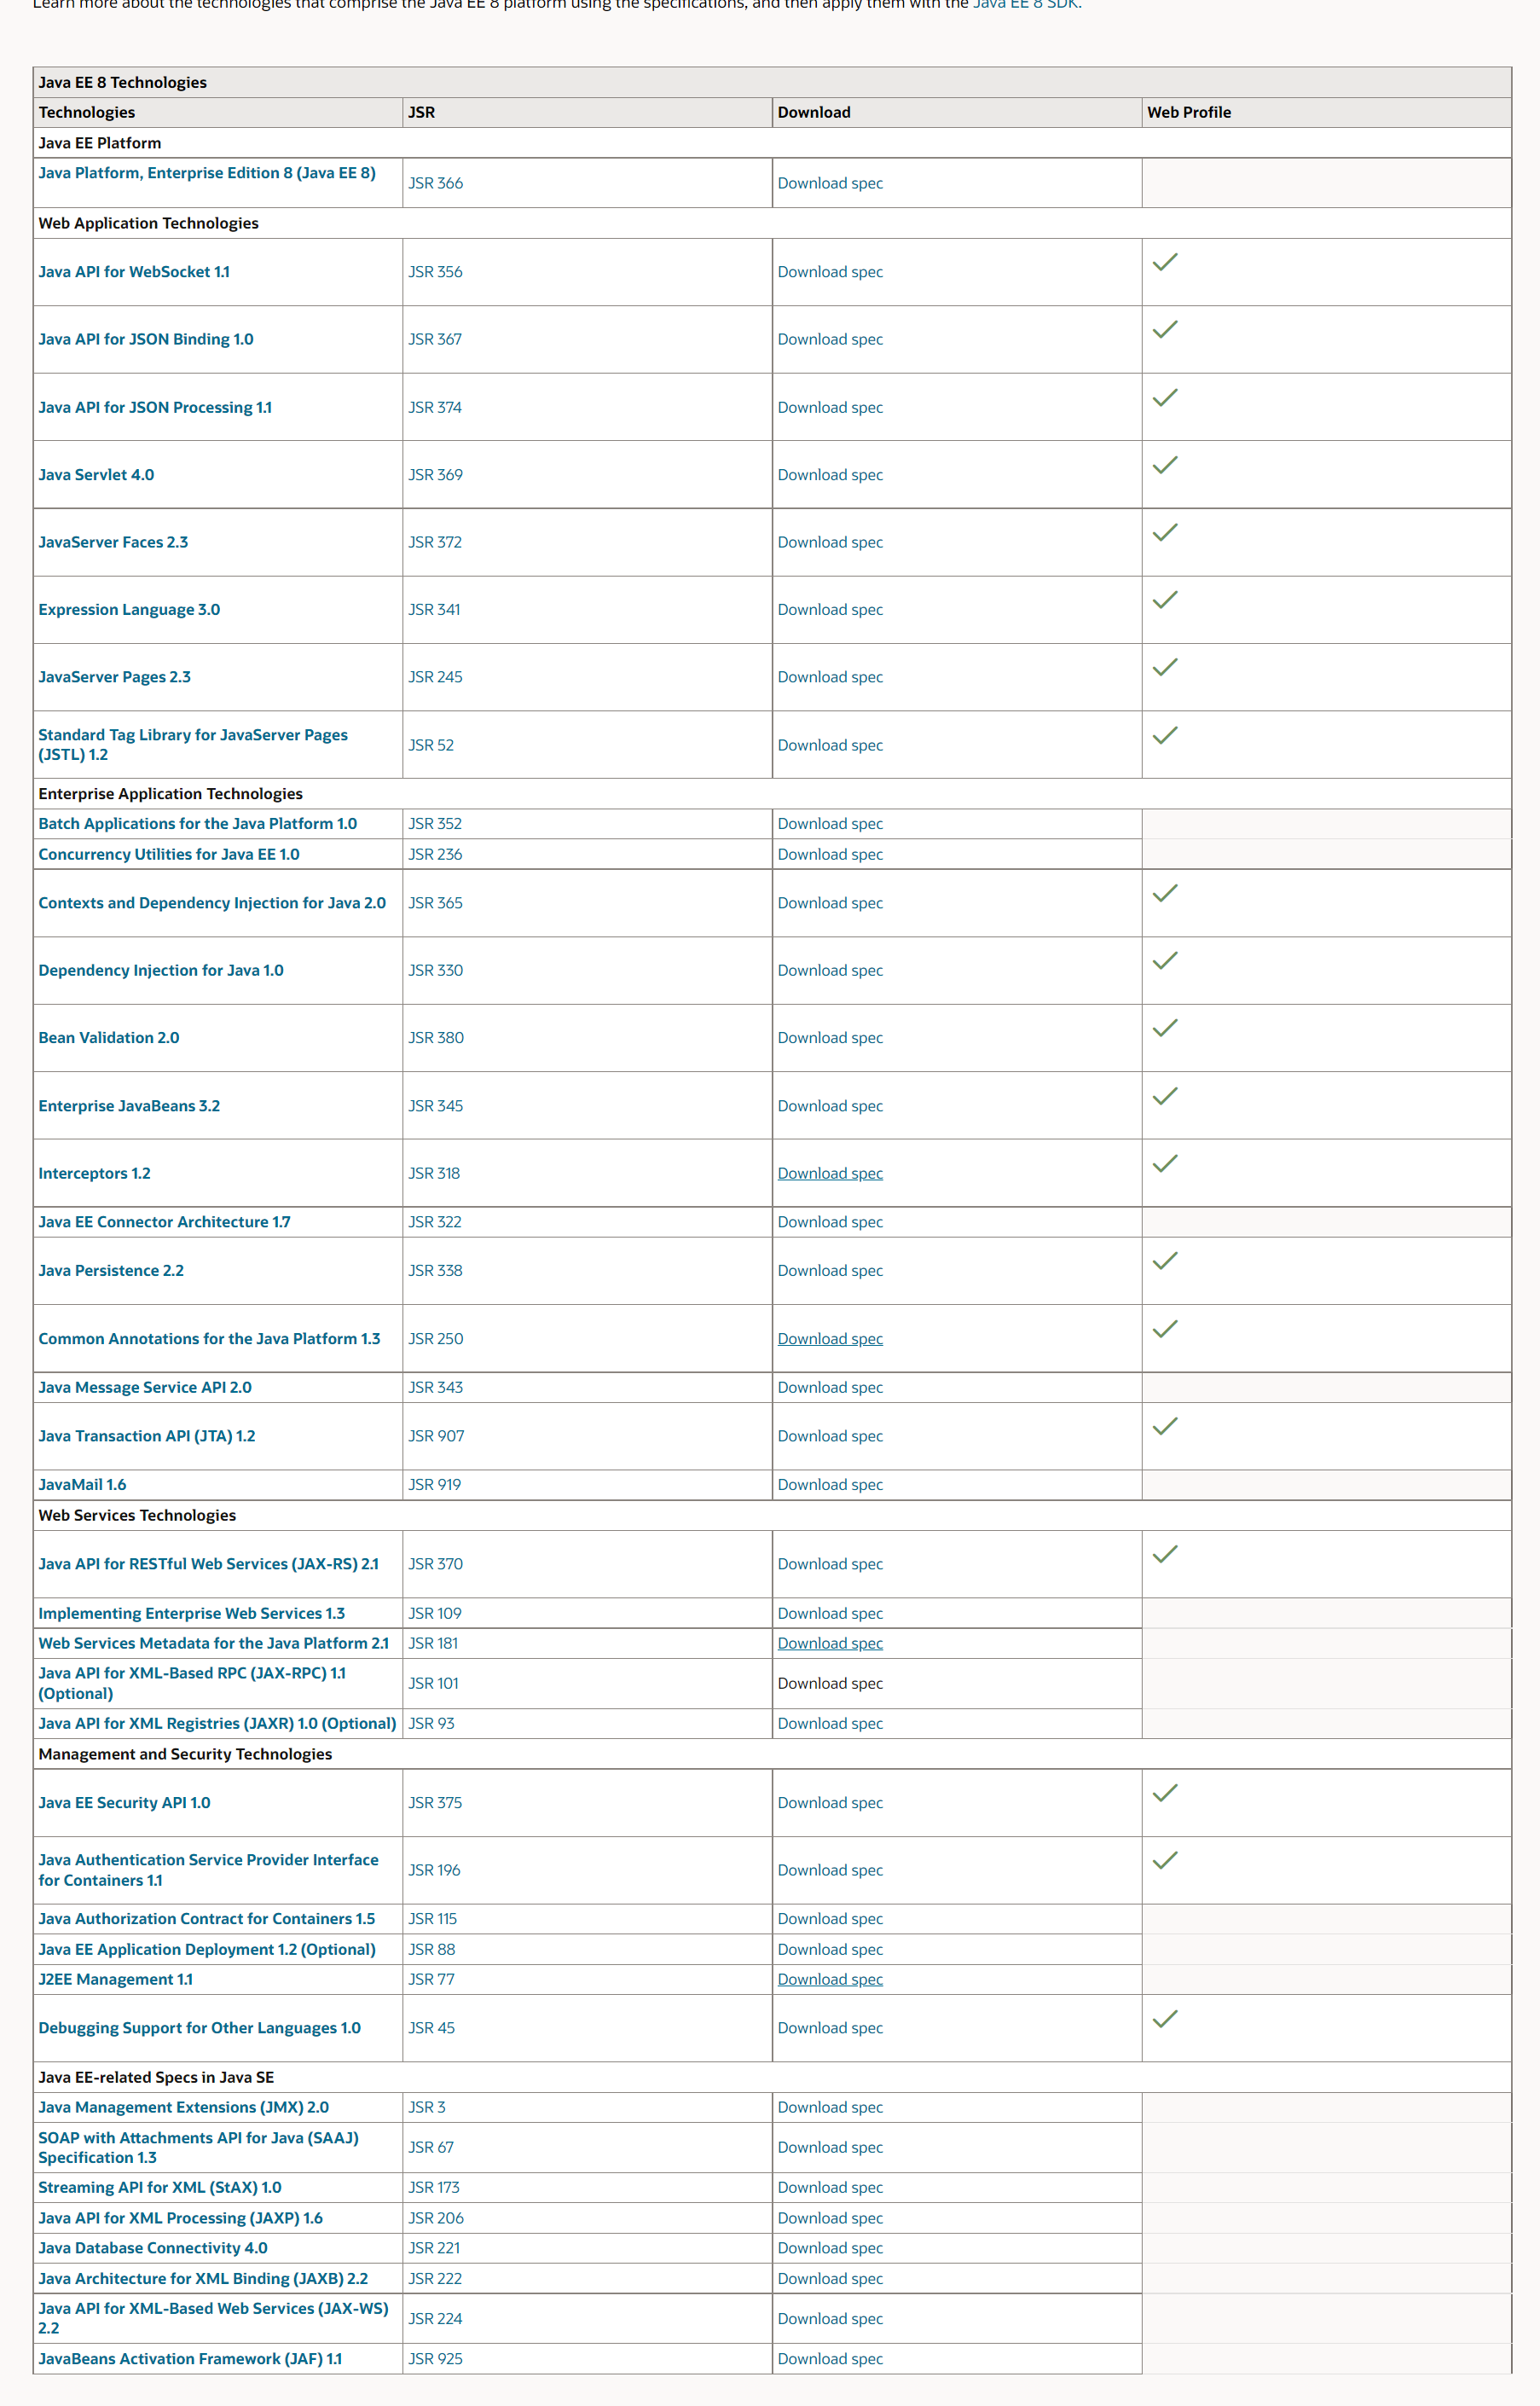 Learn more about the technologies that comprise the Java EE 8 platform using the specifications, and then apply them with the Java EE 8 SDK.
Java EE 8 Technologies
Technologies JSR Download Web Profile
Java EE Platform
Java Platform, Enterprise Edition 8 (Java EE 8) JSR 366 Download spec
Web Application Technologies
Java API for WebSocket 1.1 JSR 356 Download spec
Java API for JSON Binding 1.0 JSR 367 Download spec
Java API for JSON Processing 1.1 JSR 374 Download spec
Java Servlet 4.0 JSR 369 Download spec
JavaServer Faces 2.3 JSR 372 Download spec
Expression Language 3.0 JSR 341 Download spec
JavaServer Pages 2.3 JSR 245 Download spec
Standard Tag Library for JavaServer Pages
(JSTL) 1.2 JSR 52 Download spec
Enterprise Application Technologies
Batch Applications for the Java Platform 1.0 JSR 352 Download spec
Concurrency Utilities for Java EE 1.0 JSR 236 Download spec
Contexts and Dependency Injection for Java 2.0 JSR 365 Download spec
Dependency Injection for Java 1.0 JSR 330 Download spec
Bean Validation 2.0 JSR 380 Download spec
Enterprise JavaBeans 3.2 JSR 345 Download spec
Interceptors 1.2 JSR 318 Download spec
Java EE Connector Architecture 1.7 JSR 322 Download spec
Java Persistence 2.2 JSR 338 Download spec
Common Annotations for the Java Platform 1.3 JSR 250 Download spec
Java Message Service API 2.0 JSR 343 Download spec
Java Transaction API (JTA) 1.2 JSR 907 Download spec
JavaMail 1.6 JSR 919 Download spec
Web Services Technologies
Java API for RESTful Web Services (JAX-RS) 2.1 JSR 370 Download spec
Implementing Enterprise Web Services 1.3 JSR 109 Download spec
Web Services Metadata for the Java Platform 2.1 JSR 181 Download spec
Java API for XML-Based RPC (JAX-RPC) 1.1
(Optional) JSR 101 Download spec
Java API for XML Registries (JAXR) 1.0 (Optional) JSR 93 Download spec
Management and Security Technologies
Java EE Security API 1.0 JSR 375 Download spec
Java Authentication Service Provider Interface
for Containers 1.1 JSR 196 Download spec
Java Authorization Contract for Containers 1.5 JSR 115 Download spec
Java EE Application Deployment 1.2 (Optional) JSR 88 Download spec
J2EE Management 1.1 JSR 77 Download spec
Debugging Support for Other Languages 1.0 JSR 45 Download spec
Java EE-related Specs in Java SE
Java Management Extensions (JMX) 2.0 JSR 3 Download spec
SOAP with Attachments API for Java (SAAJ)
Specification 1.3 JSR 67 Download spec
Streaming API for XML (StAX) 1.0 JSR 173 Download spec
Java API for XML Processing (JAXP) 1.6 JSR 206 Download spec
Java Database Connectivity 4.0 JSR 221 Download spec
Java Architecture for XML Binding (JAXB) 2.2 JSR 222 Download spec
Java API for XML-Based Web Services (JAX-WS)
2.2 JSR 224 Download spec
JavaBeans Activation Framework (JAF) 1.1 JSR 925 Download spec